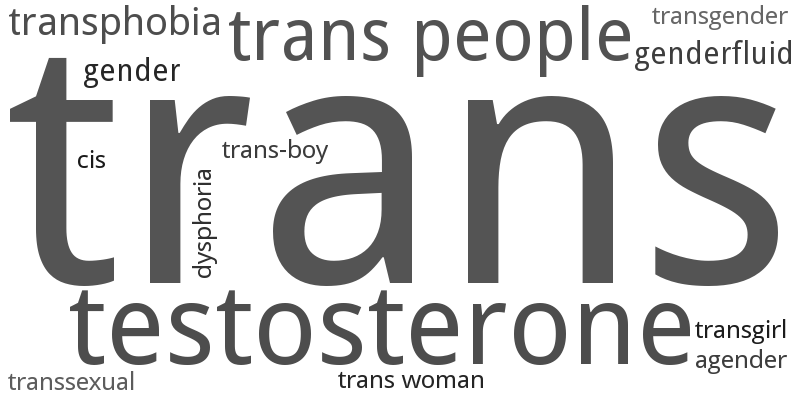 transphobia
trans people
transgender
genderfluid
gender
trans
cis
trans-boy
dysphoria
testosterone
transgirl
agender
transsexual
trans woman